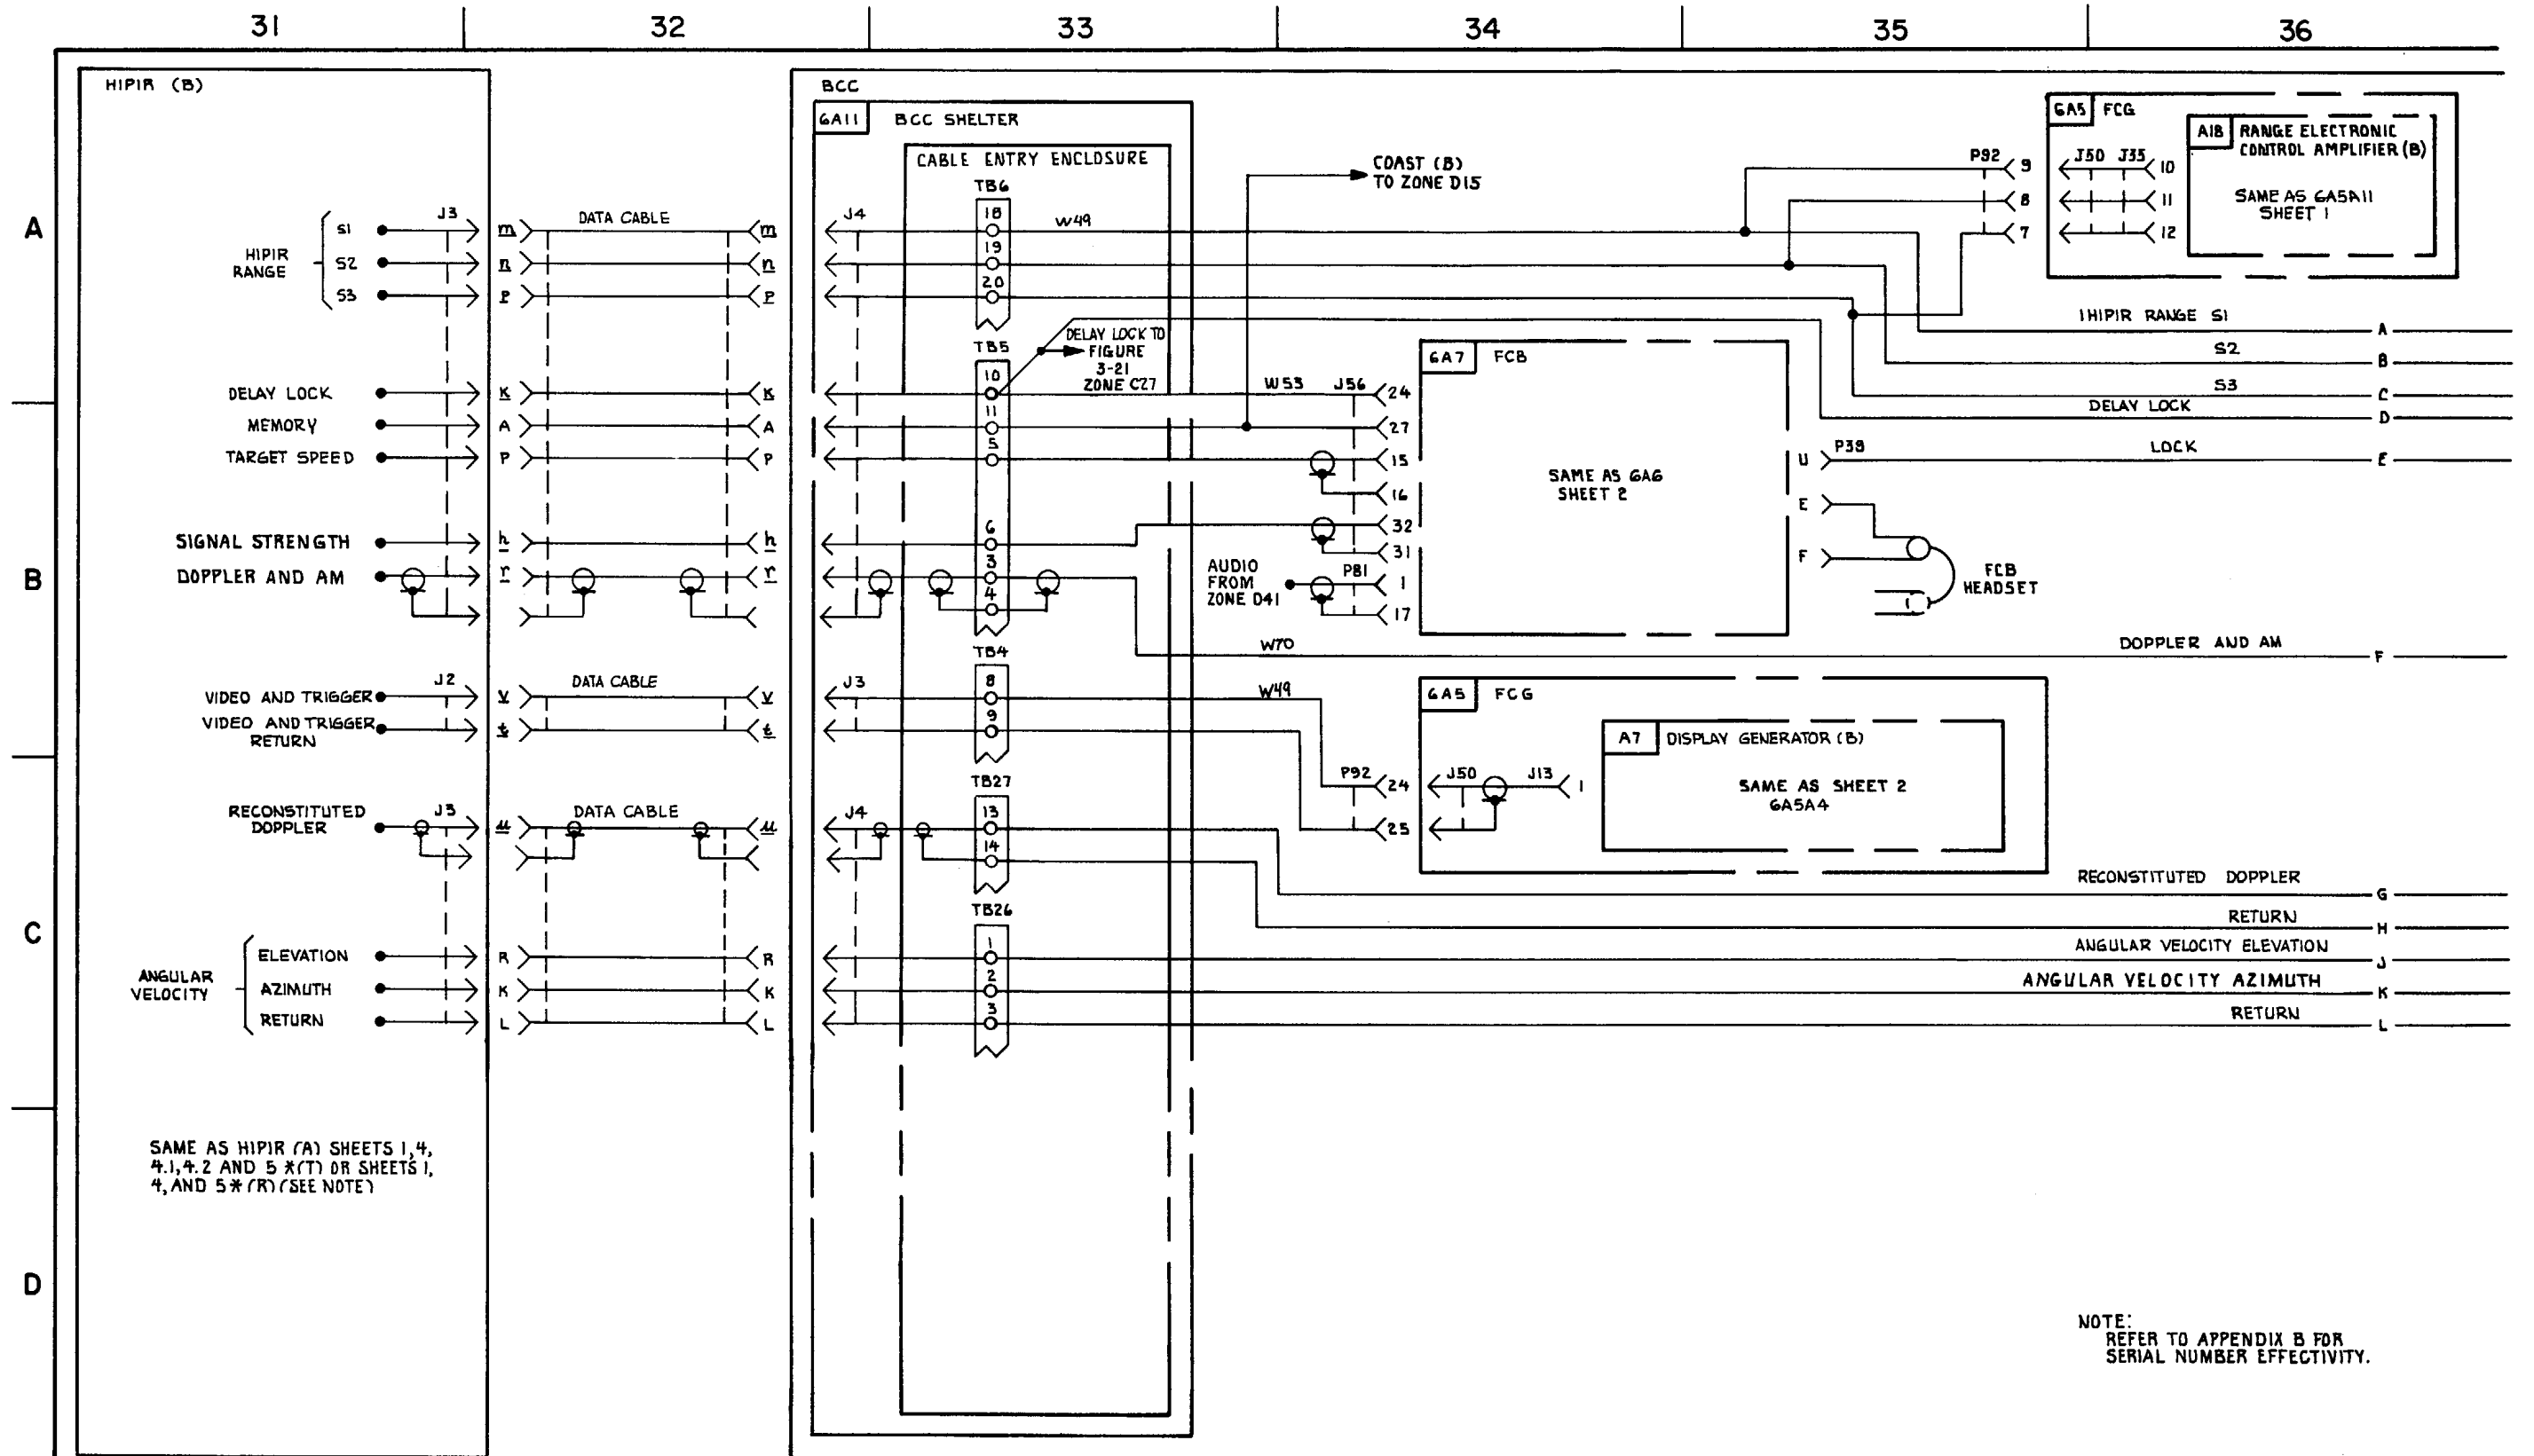 31 32 33 34 35 36
A
B
C
D
HIPIR (B)
HIPIR
RANGE
S1
S2
S3
J3
m
n
p
DATA CABLE
m
n
p
DELAY LOCK
K
K
MEMORY
A
A
TARGET SPEED
P
P
SIGNAL STRENGTH
h
h
DOPPLER AND AM
r
r
VIDEO AND TRIGGER
J2
v
DATA CABLE
v
VIDEO AND TRIGGER
RETURN
t
t
RECONSTITUTED
DOPPLER
J3
u
DATA CABLE
u
ANGULAR
VELOCITY
ELEVATION
R
R
AZIMUTH
K
K
RETURN
L
L
SAME AS HIPIR (A) SHEETS 1,4,
4.1,4.2 AND 5 *(T) OR SHEETS 1,
4, AND 5*(R) (SEE NOTE)
BCC
6A11 BCC SHELTER
CABLE ENTRY ENCLOSURE
J4
TB6
18
19
20
W49
TB5
10
11
5
6
3
4
DELAY LOCK TO
FIGURE
3-21
ZONE C27
J3
TB4
8
9
J4
TB27
13
14
TB26
1
2
3
COAST (B)
TO ZONE D15
W53 J56
24
27
15
16
32
31
AUDIO
FROM
ZONE D41
P81
1
17
6A7 FCB
SAME AS 6A6
SHEET 2
U
E
F
P38
FCB
HEADSET
W70
W49
6A5 FCG
A7 DISPLAY GENERATOR (B)
SAME AS SHEET 2
6A5A4
P92
24
25
J50
J13
1
6A5 FCG
A18 RANGE ELECTRONIC
CONTROL AMPLIFIER (B)
SAME AS 6A5A11
SHEET 1
P92
9
8
7
J50 J35
10
11
12
1HIPIR RANGE S1 A
S2 B
S3 C
DELAY LOCK D
LOCK E
DOPPLER AND AM F
RECONSTITUTED DOPPLER G
RETURN H
ANGULAR VELOCITY ELEVATION J
ANGULAR VELOCITY AZIMUTH K
RETURN L
NOTE:
REFER TO APPENDIX B FOR
SERIAL NUMBER EFFECTIVITY.